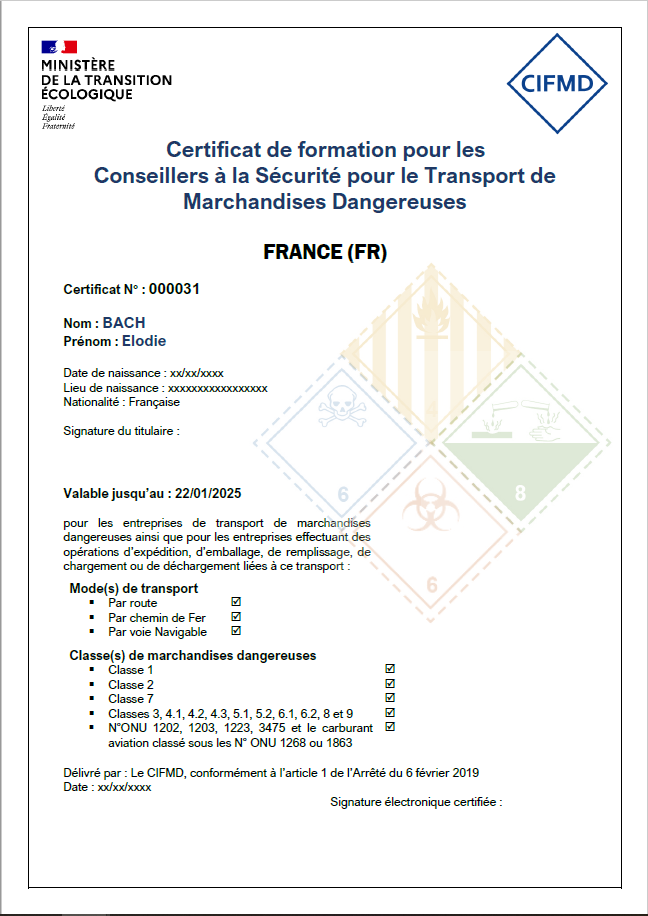 MINISTÈRE
DE LA TRANSITION
ÉCOLOGIQUE
Liberté
Égalité
Fraternité
CIFMD
Certificat de formation pour les
Conseillers à la Sécurité pour le Transport de
Marchandises Dangereuses
FRANCE (FR)
Certificat N° : 000031
Nom : BACH
Prénom : Elodie
Date de naissance : xx/xx/xxxx
Lieu de naissance : xxxxxxxxxxxxxxxxx
Nationalité : Française
Signature du titulaire :
4
6
8
6
Valable jusqu'au : 22/01/2025
pour les entreprises de transport de marchandises
dangereuses ainsi que pour les entreprises effectuant des
opérations d'expédition, d'emballage, de remplissage, de
chargement ou de déchargement liées à ce transport :
Mode(s) de transport
▪ Par route ☑
▪ Par chemin de Fer ☑
▪ Par voie Navigable ☑
Classe(s) de marchandises dangereuses
▪ Classe 1 ☑
▪ Classe 2 ☑
▪ Classe 7 ☑
▪ Classes 3, 4.1, 4.2, 4.3, 5.1, 5.2, 6.1, 6.2, 8 et 9 ☑
▪ N°ONU 1202, 1203, 1223, 3475 et le carburant ☑
aviation classé sous les N° ONU 1268 ou 1863
Délivré par : Le CIFMD, conformément à l'article 1 de l'Arrêté du 6 février 2019
Date : xx/xx/xxxx
Signature électronique certifiée :